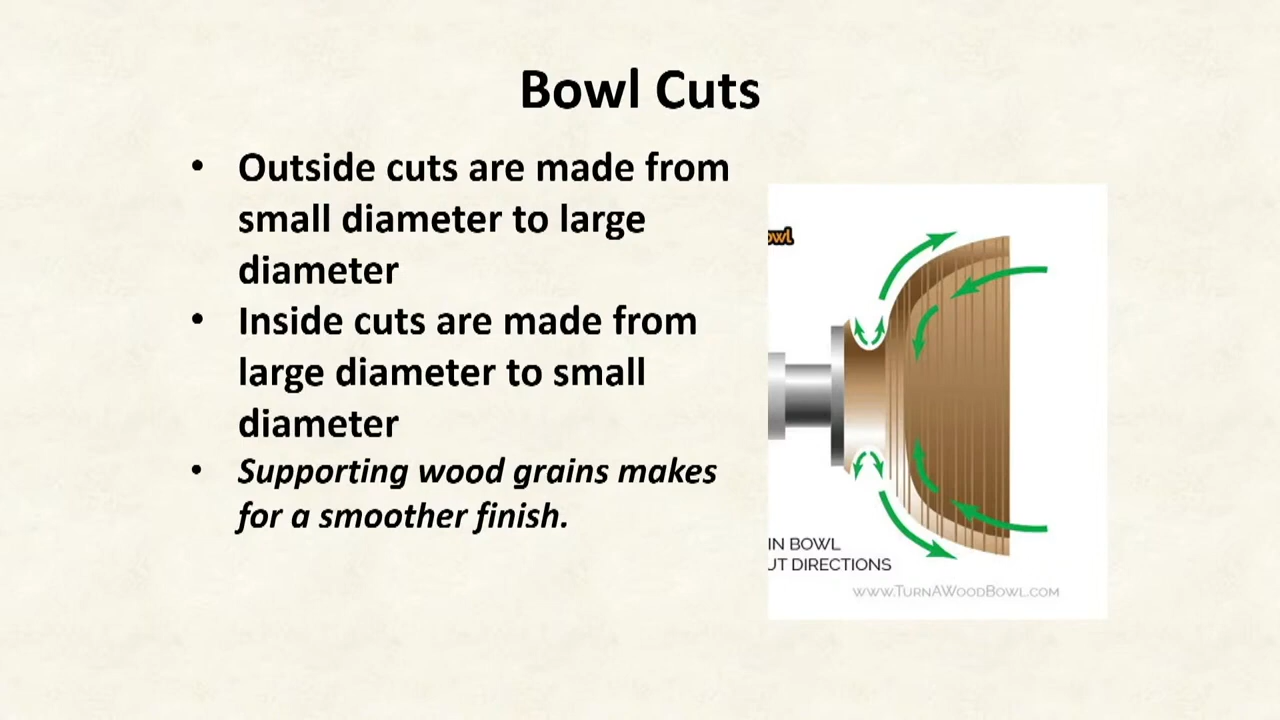 Bowl Cuts
• Outside cuts are made from
small diameter to large
diameter
• Inside cuts are made from
large diameter to small
diameter
• Supporting wood grains makes
for a smoother finish.
owl
IN BOWL
UT DIRECTIONS
www.TurnAWoodBowl.com